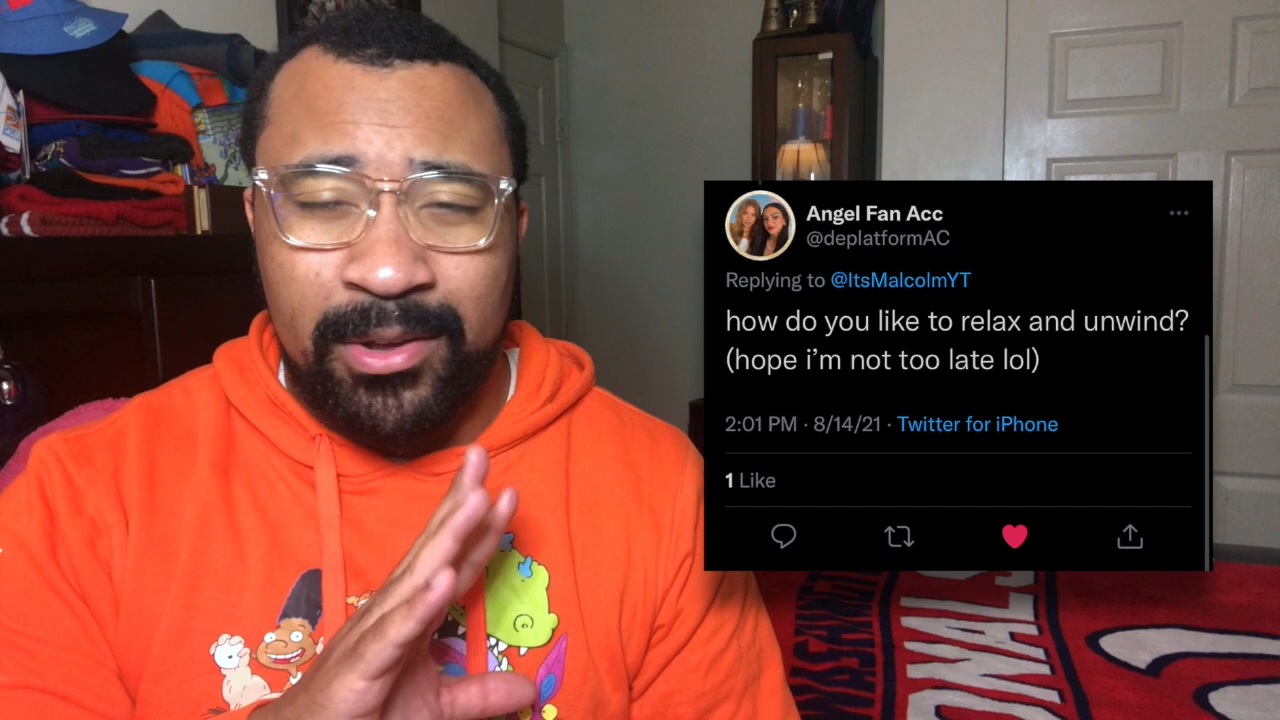 Angel Fan Acc
@deplatformAC
Replying to @ItsMalcolmYT
how do you like to relax and unwind?
(hope i’m not too late lol)
2:01 PM · 8/14/21 · Twitter for iPhone
1 Like